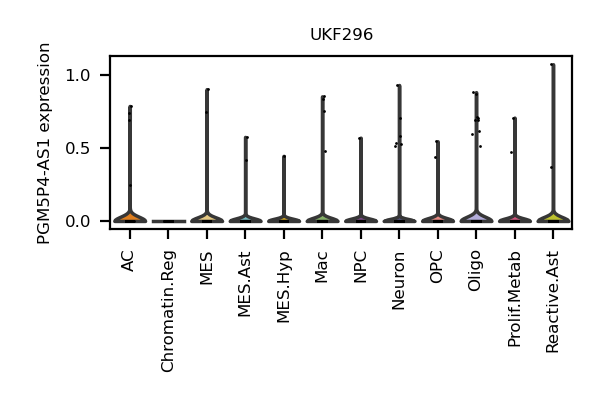 UKF296
PGM5P4-AS1 expression
1.0
0.5
0.0
AC
Chromatin.Reg
MES
MES.Ast
MES.Hyp
Mac
NPC
Neuron
OPC
Oligo
Prolif.Metab
Reactive.Ast